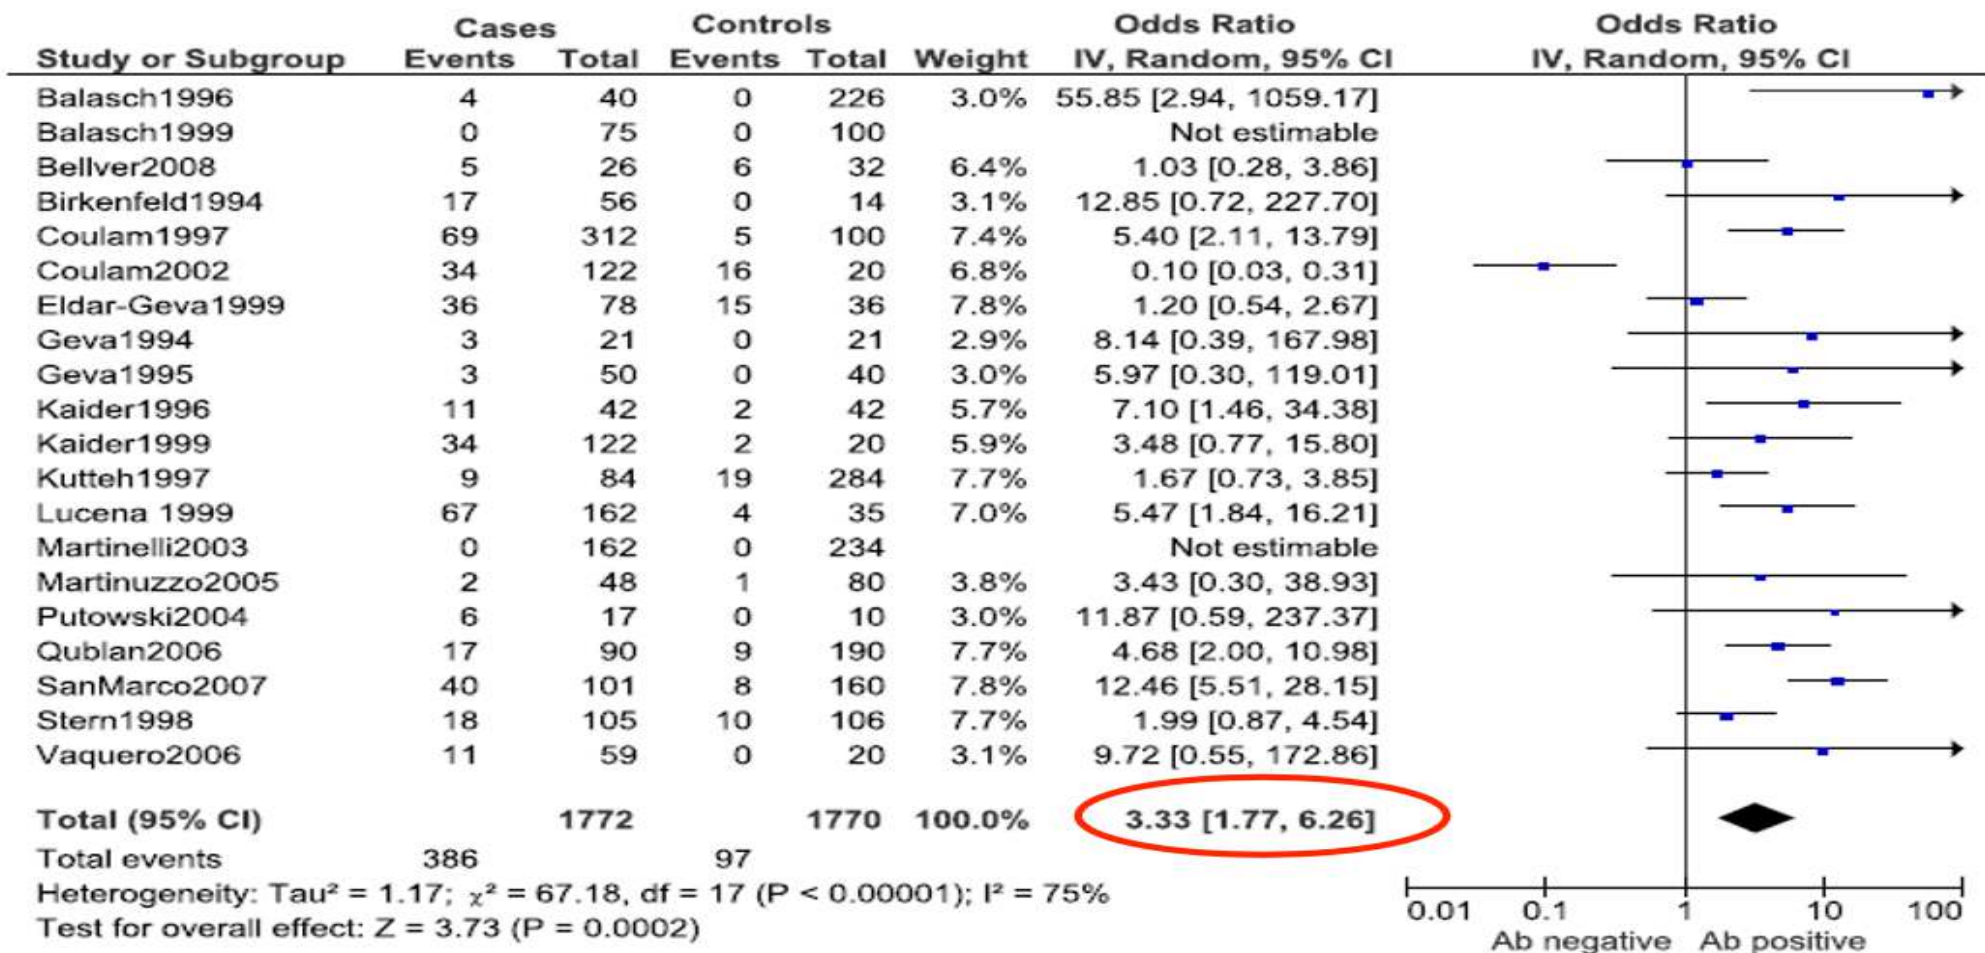 Cases Controls Odds Ratio Odds Ratio
Study or Subgroup Events Total Events Total Weight IV, Random, 95% CI IV, Random, 95% CI
Balasch1996 4 40 0 226 3.0% 55.85 [2.94, 1059.17]
Balasch1999 0 75 0 100 Not estimable
Bellver2008 5 26 6 32 6.4% 1.03 [0.28, 3.86]
Birkenfeld1994 17 56 0 14 3.1% 12.85 [0.72, 227.70]
Coulam1997 69 312 5 100 7.4% 5.40 [2.11, 13.79]
Coulam2002 34 122 16 20 6.8% 0.10 [0.03, 0.31]
Eldar-Geva1999 36 78 15 36 7.8% 1.20 [0.54, 2.67]
Geva1994 3 21 0 21 2.9% 8.14 [0.39, 167.98]
Geva1995 3 50 0 40 3.0% 5.97 [0.30, 119.01]
Kaider1996 11 42 2 42 5.7% 7.10 [1.46, 34.38]
Kaider1999 34 122 2 20 5.9% 3.48 [0.77, 15.80]
Kutteh1997 9 84 19 284 7.7% 1.67 [0.73, 3.85]
Lucena 1999 67 162 4 35 7.0% 5.47 [1.84, 16.21]
Martinelli2003 0 162 0 234 Not estimable
Martinuzzo2005 2 48 1 80 3.8% 3.43 [0.30, 38.93]
Putowski2004 6 17 0 10 3.0% 11.87 [0.59, 237.37]
Qublan2006 17 90 9 190 7.7% 4.68 [2.00, 10.98]
SanMarco2007 40 101 8 160 7.8% 12.46 [5.51, 28.15]
Stern1998 18 105 10 106 7.7% 1.99 [0.87, 4.54]
Vaquero2006 11 59 0 20 3.1% 9.72 [0.55, 172.86]
Total (95% CI) 1772 1770 100.0% 3.33 [1.77, 6.26]
Total events 386 97
Heterogeneity: Tau² = 1.17; χ² = 67.18, df = 17 (P < 0.00001); I² = 75%
Test for overall effect: Z = 3.73 (P = 0.0002)
0.01 0.1 1 10 100
Ab negative Ab positive